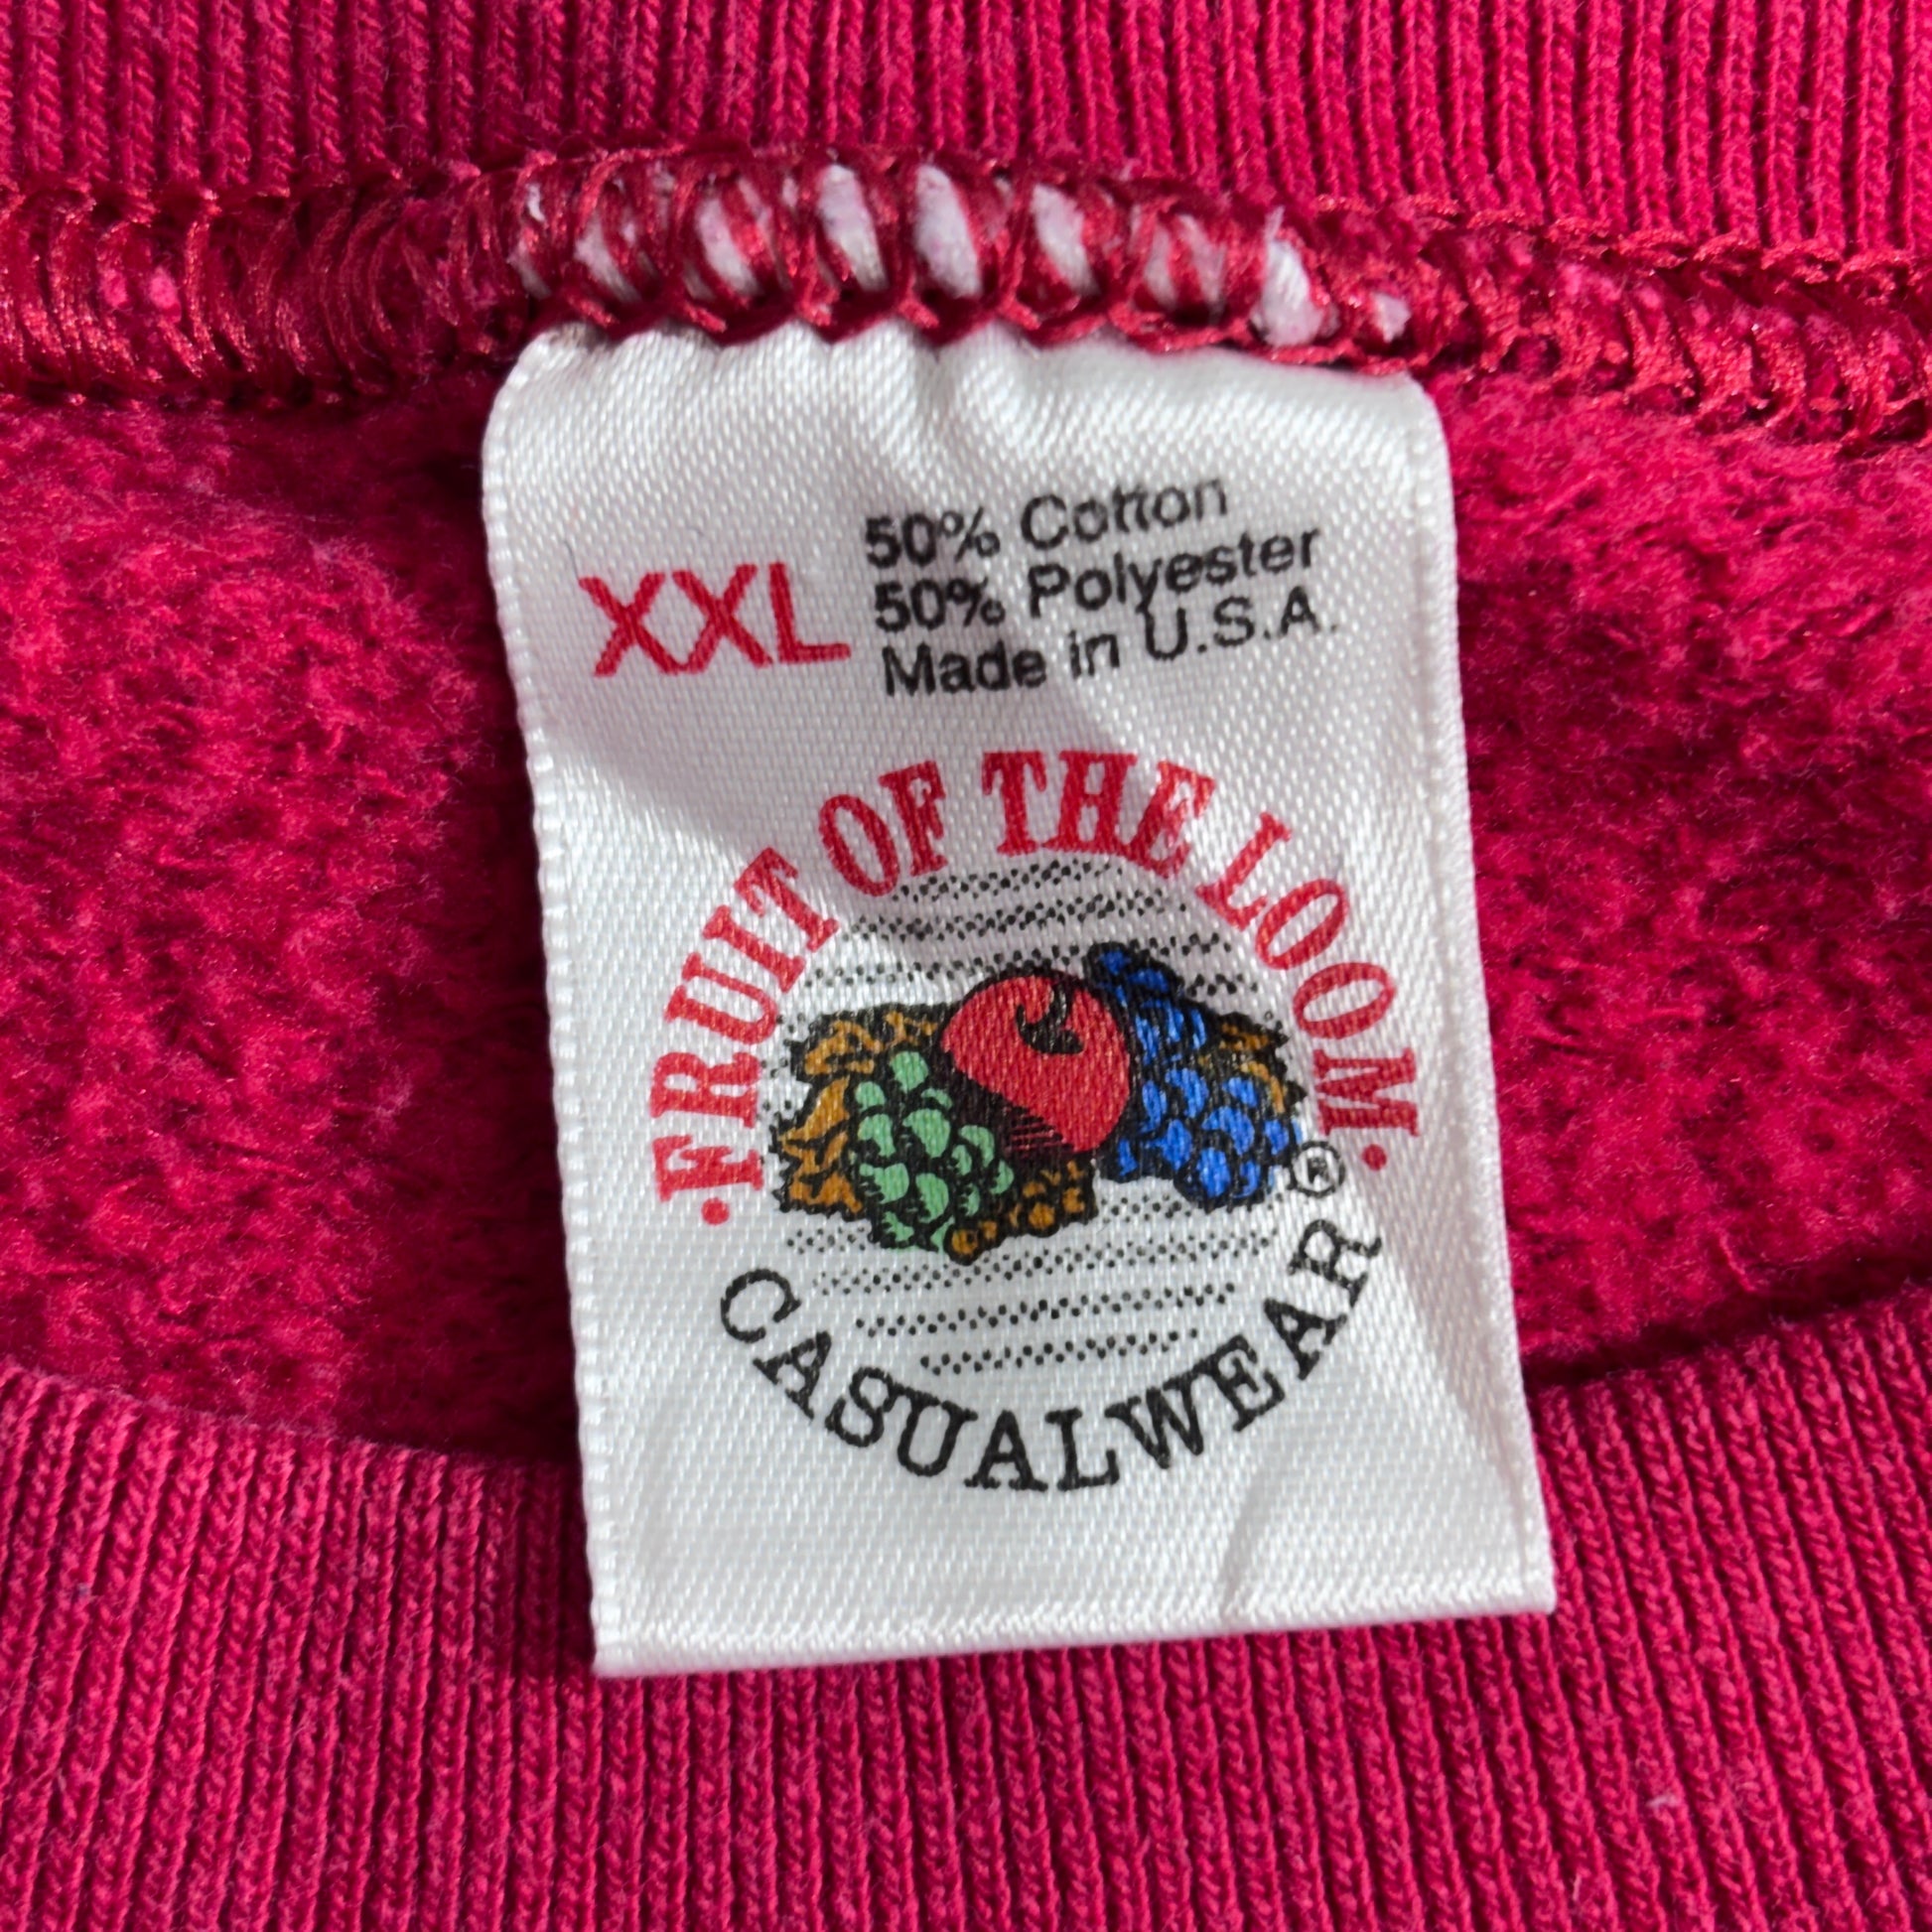 XXL
50% Cotton
50% Polyester
Made in U.S.A.
·FRUIT OF THE LOOM·
®
CASUALWEAR